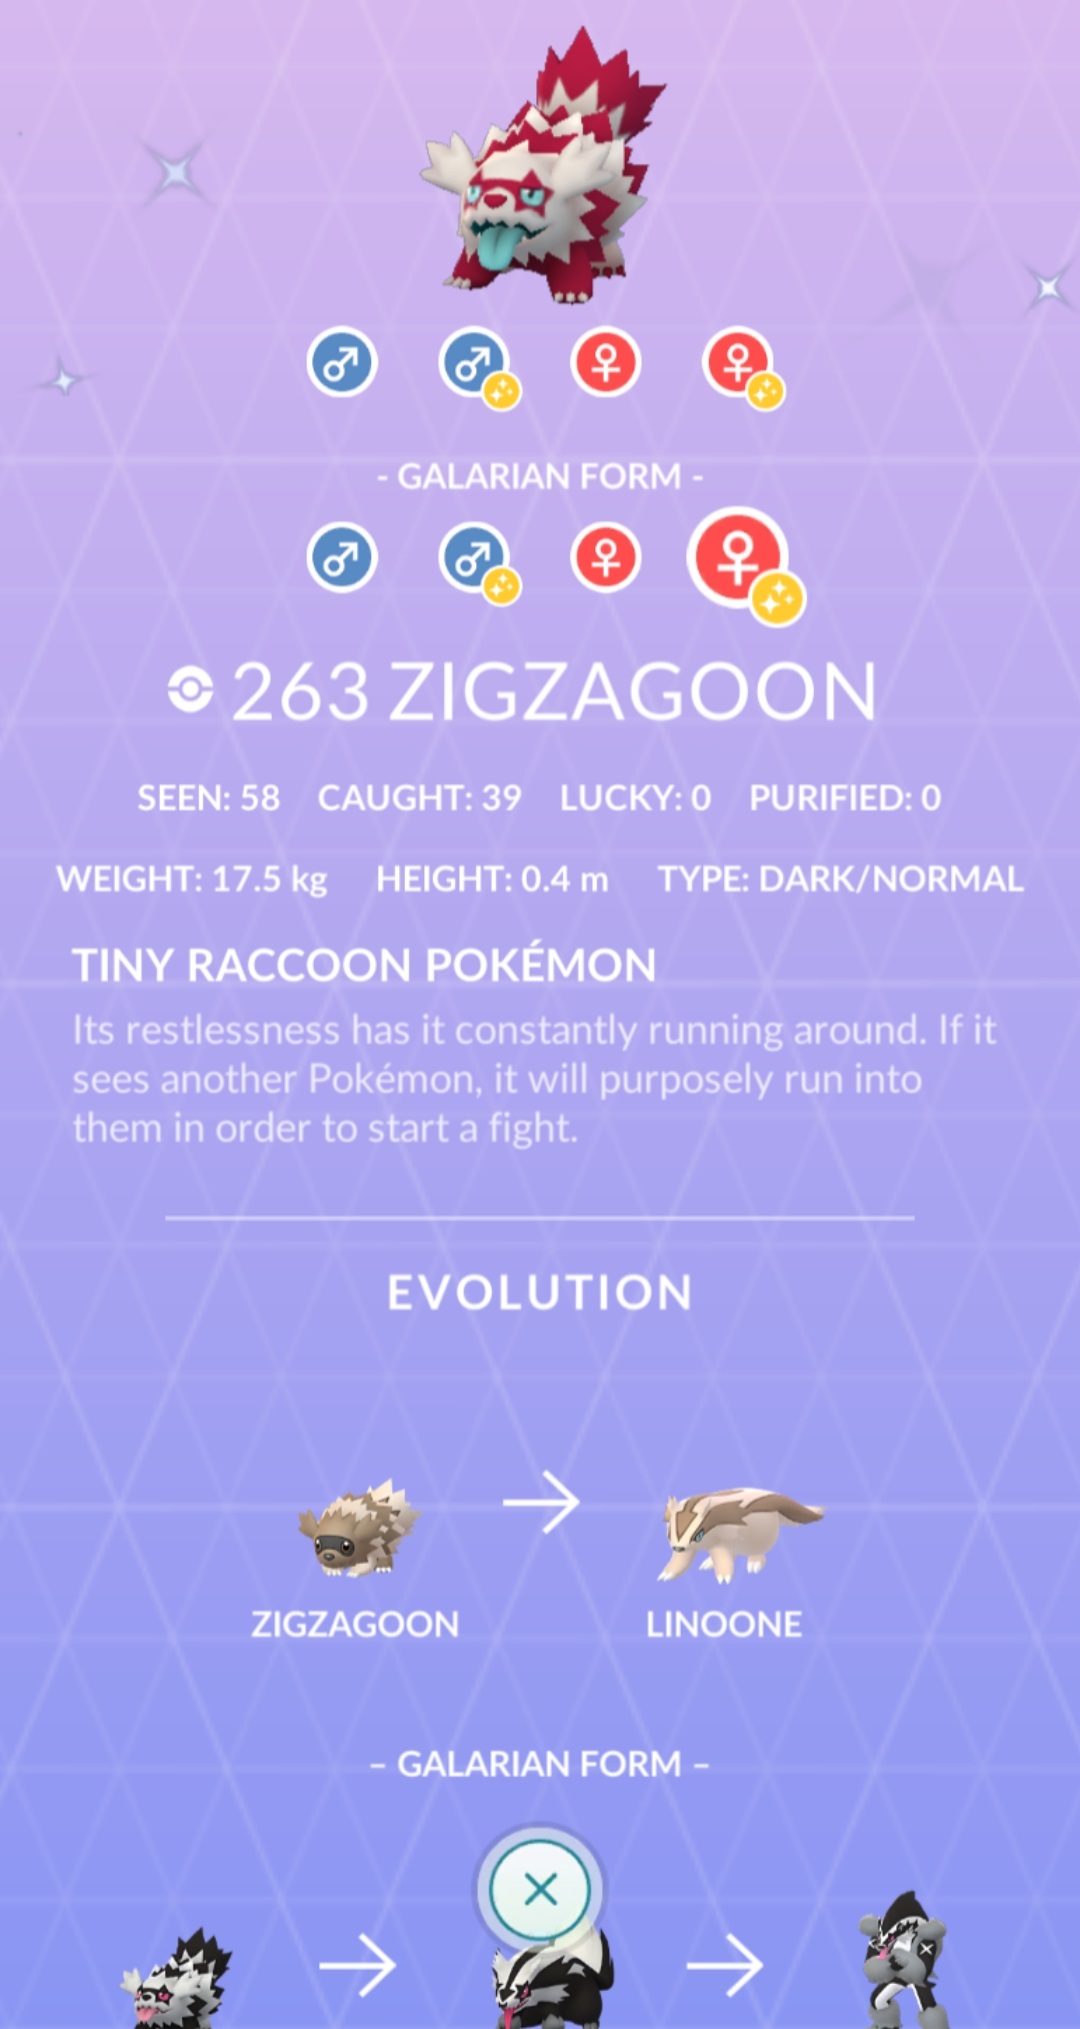 - GALARIAN FORM -
263 ZIGZAGOON
SEEN: 58 CAUGHT: 39 LUCKY: 0 PURIFIED: 0
WEIGHT: 17.5 kg HEIGHT: 0.4 m TYPE: DARK/NORMAL
TINY RACCOON POKÉMON
Its restlessness has it constantly running around. If it
sees another Pokémon, it will purposely run into
them in order to start a fight.
EVOLUTION
ZIGZAGOON LINOONE
– GALARIAN FORM –